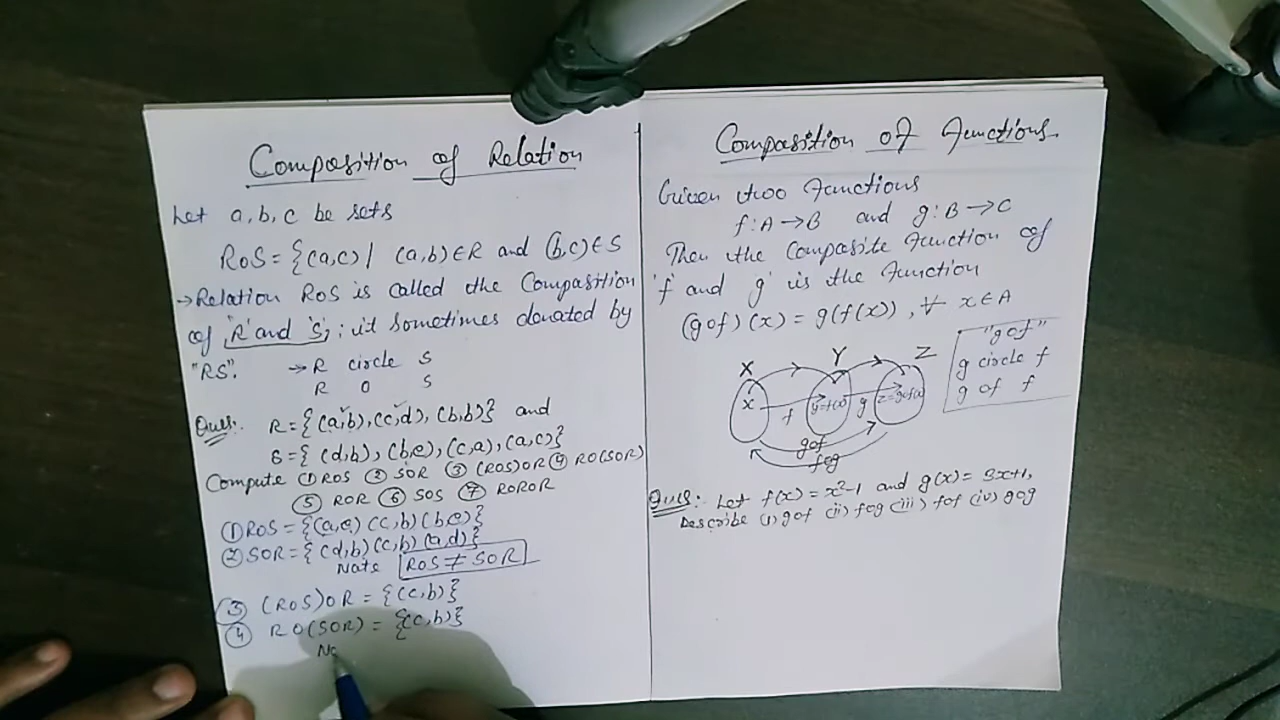 Composition of Relation
Let a, b, c be sets
ROS = {(a,c) | (a,b) ∈ R and (b,c) ∈ S
→ Relation ROS is called the Composition
of 'R' and 'S'; it sometimes donated by
"RS". → R circle S
R O S
Ques:. R = {(a,b), (c,d), (b,b)} and
S = { (d,b), (b,e), (c,a), (a,c)}
Compute ① ROS ② SOR ③ (ROS)OR ④ RO(SOR)
⑤ ROR ⑥ SOS ⑦ ROROR
① ROS = {(a,e) (c,b) (b,e)}
② SOR = { (d,b) (c,b) (a,d)}
Note ROS ≠ SOR
③ (ROS)OR = {(c,b)}
④ RO(SOR) = {(c,b)}
No
Composition of Functions.
Given two Functions
f: A → B and g: B → C
Then the Composite Function of
'f' and 'g' is the Function
(gof)(x) = g(f(x)), ∀ x ∈ A
"gof"
g circle f
g of f
X Y Z
x f y=f(x) g z=gof(x)
gof
fog
Ques:. Let f(x) = x²-1 and g(x) = 3x+1,
Describe (i) gof (ii) fog (iii) fof (iv) gog